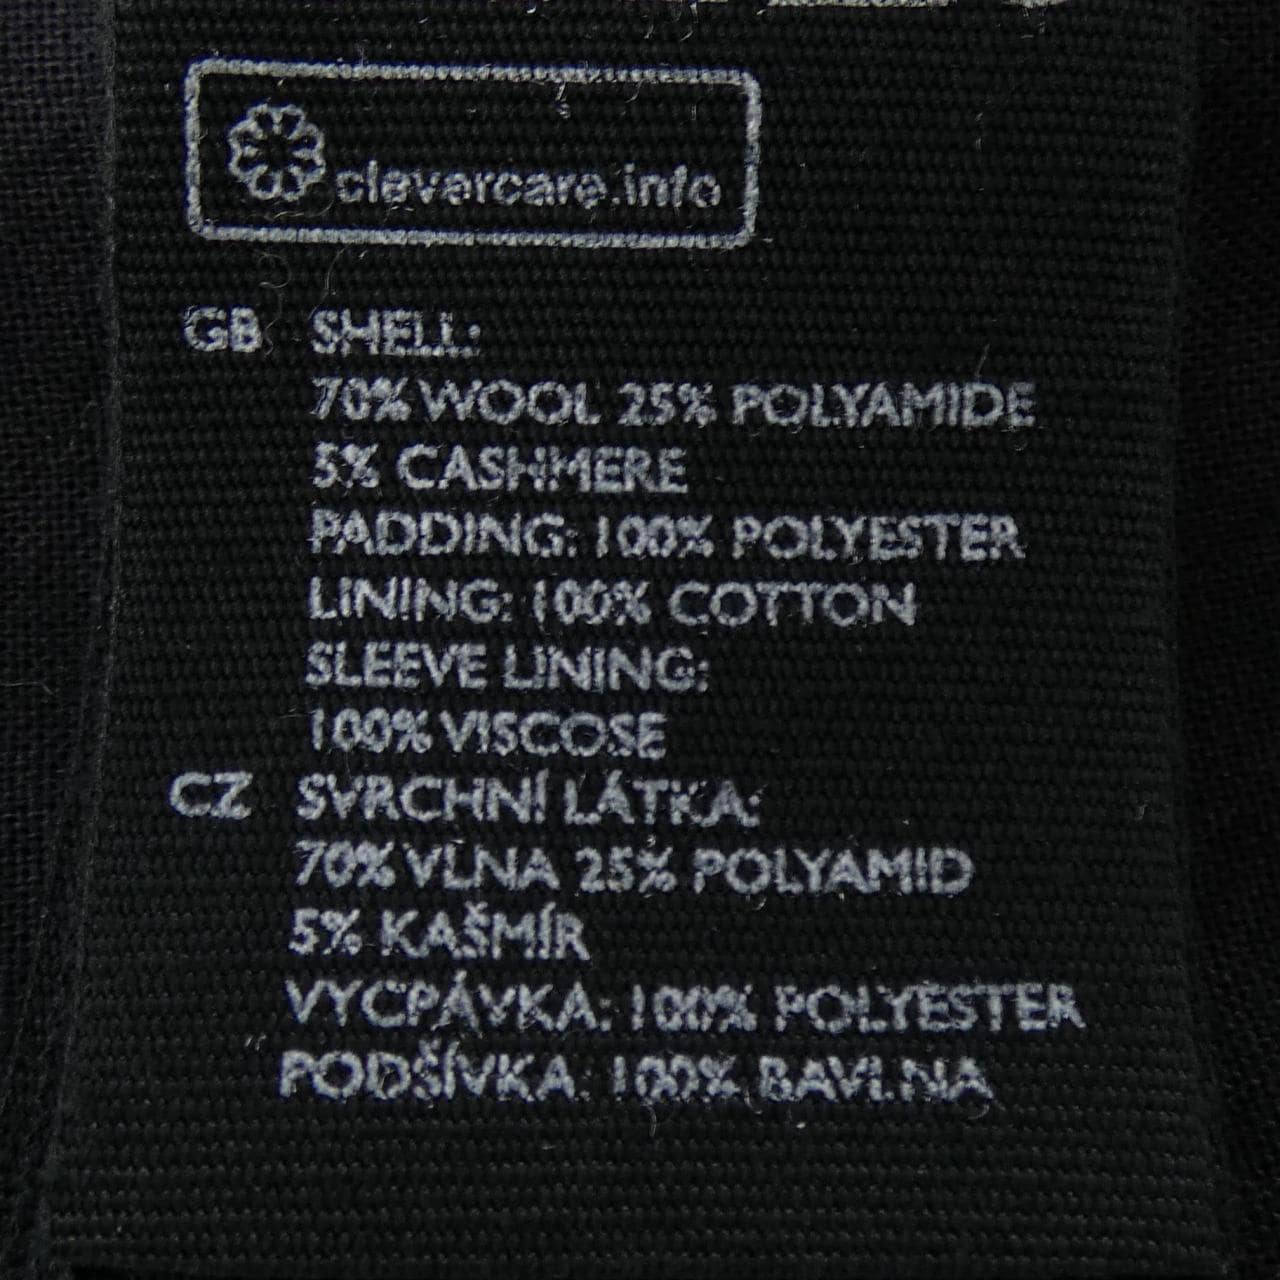 clevercare.info
GB SHELL:
70% WOOL 25% POLYAMIDE
5% CASHMERE
PADDING: 100% POLYESTER
LINING: 100% COTTON
SLEEVE LINING:
100% VISCOSE
CZ SVRCHNÍ LÁTKA:
70% VLNA 25% POLYAMID
5% KAŠMÍR
VYCPÁVKA: 100% POLYESTER
PODŠÍVKA: 100% BAVLNA